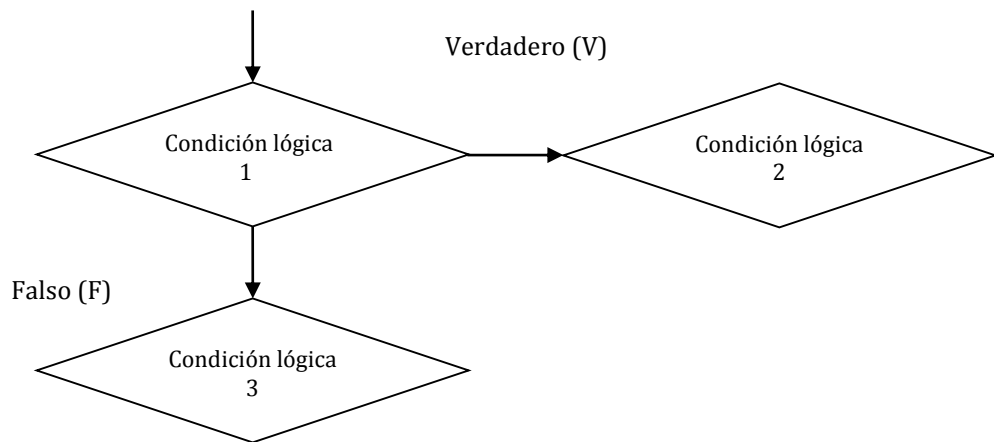 Verdadero (V)
Condición lógica
1
Condición lógica
2
Falso (F)
Condición lógica
3